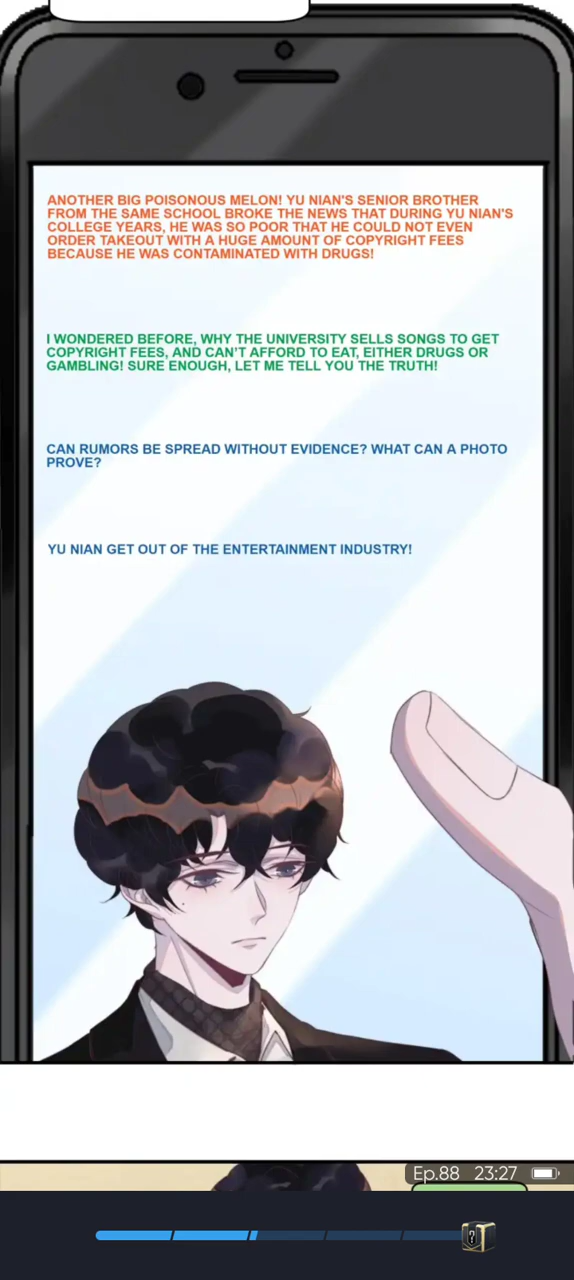 ANOTHER BIG POISONOUS MELON! YU NIAN'S SENIOR BROTHER
FROM THE SAME SCHOOL BROKE THE NEWS THAT DURING YU NIAN'S
COLLEGE YEARS, HE WAS SO POOR THAT HE COULD NOT EVEN
ORDER TAKEOUT WITH A HUGE AMOUNT OF COPYRIGHT FEES
BECAUSE HE WAS CONTAMINATED WITH DRUGS!
I WONDERED BEFORE, WHY THE UNIVERSITY SELLS SONGS TO GET
COPYRIGHT FEES, AND CAN'T AFFORD TO EAT, EITHER DRUGS OR
GAMBLING! SURE ENOUGH, LET ME TELL YOU THE TRUTH!
CAN RUMORS BE SPREAD WITHOUT EVIDENCE? WHAT CAN A PHOTO
PROVE?
YU NIAN GET OUT OF THE ENTERTAINMENT INDUSTRY!
Ep.88 23:27
?